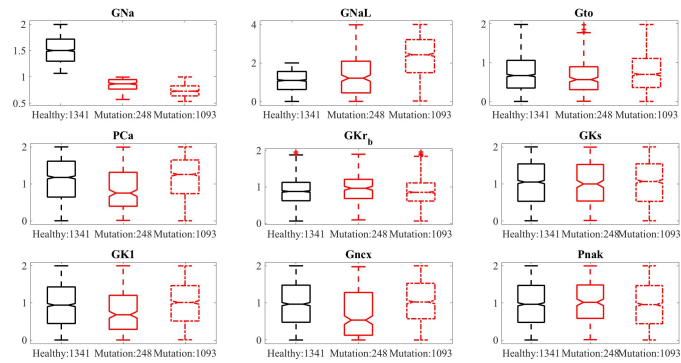 GNa GNaL Gto
2 4 2
1.5 2 1
1
0.5 0 0
Healthy:1341 Mutation:248 Mutation:1093 Healthy:1341 Mutation:248 Mutation:1093 Healthy:1341 Mutation:248 Mutation:1093
PCa GKr_b GKs
2 2 2
1 1 1
0 0 0
Healthy:1341 Mutation:248 Mutation:1093 Healthy:1341 Mutation:248 Mutation:1093 Healthy:1341 Mutation:248 Mutation:1093
GK1 Gncx Pnak
2 2 2
1 1 1
0 0 0
Healthy:1341 Mutation:248 Mutation:1093 Healthy:1341 Mutation:248 Mutation:1093 Healthy:1341 Mutation:248 Mutation:1093